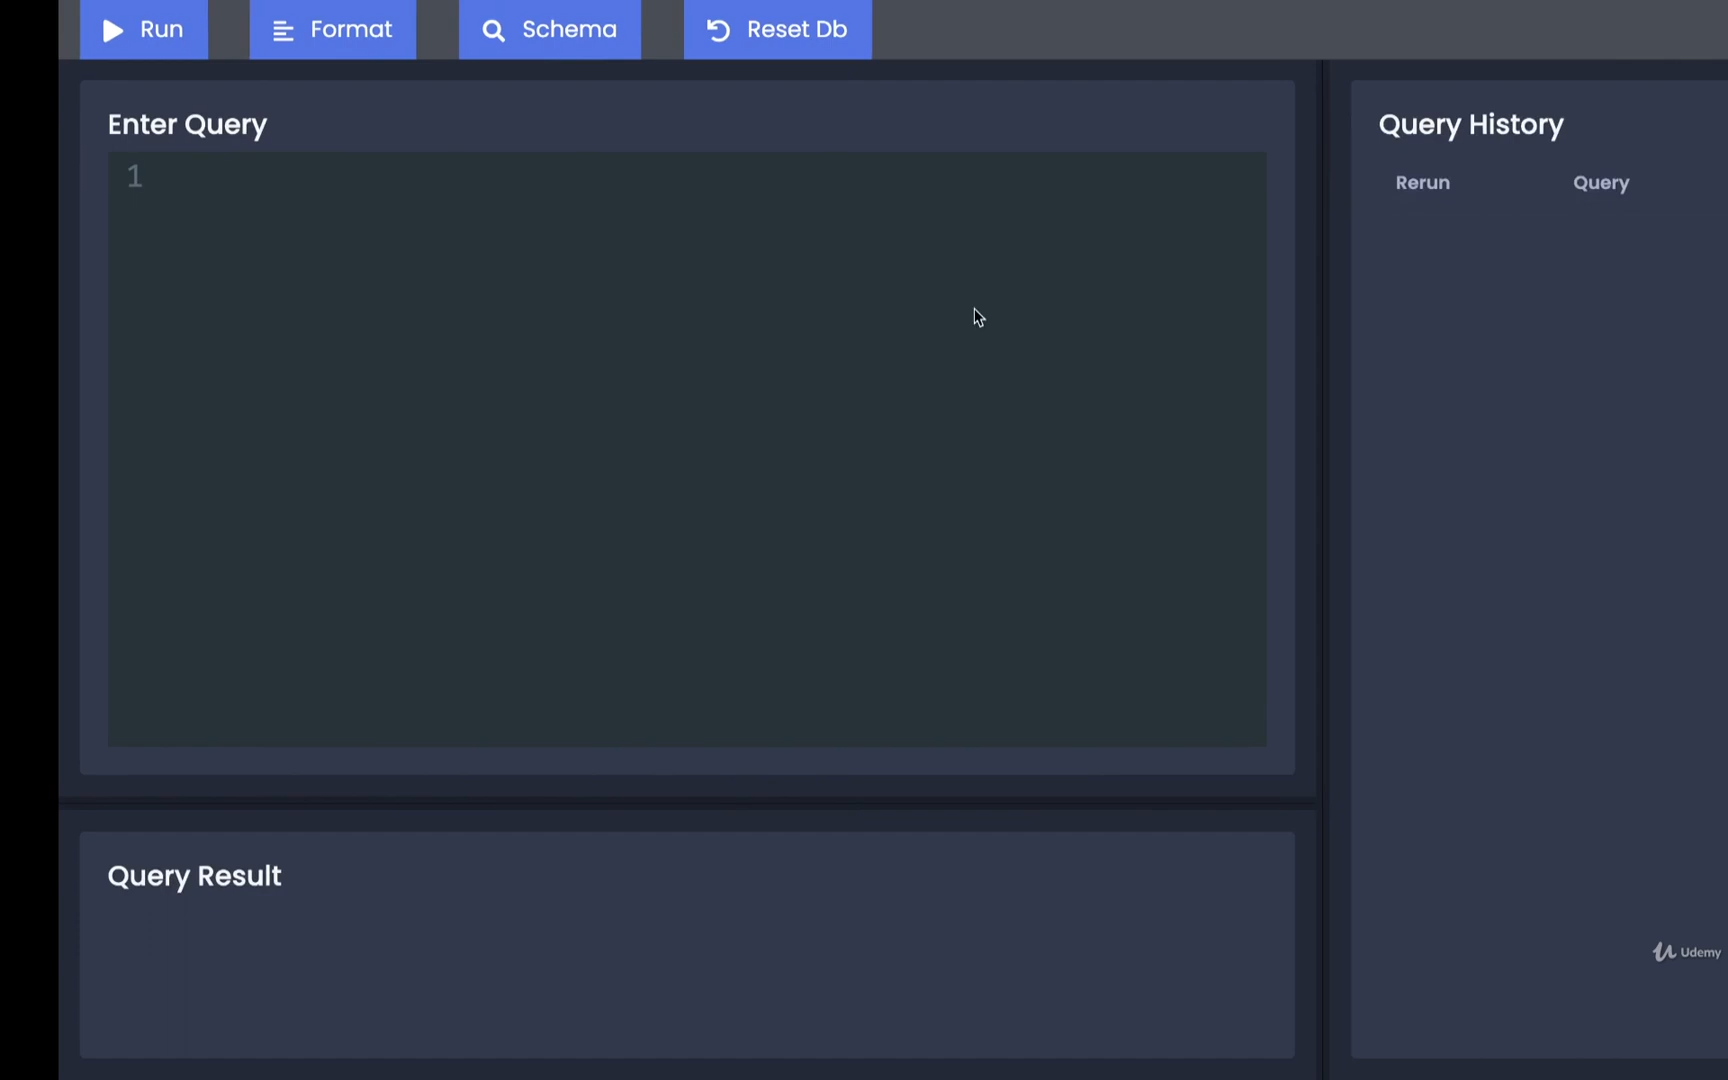 Run
Format
Schema
Reset Db
Enter Query
1
Query Result
Query History
Rerun Query
Udemy